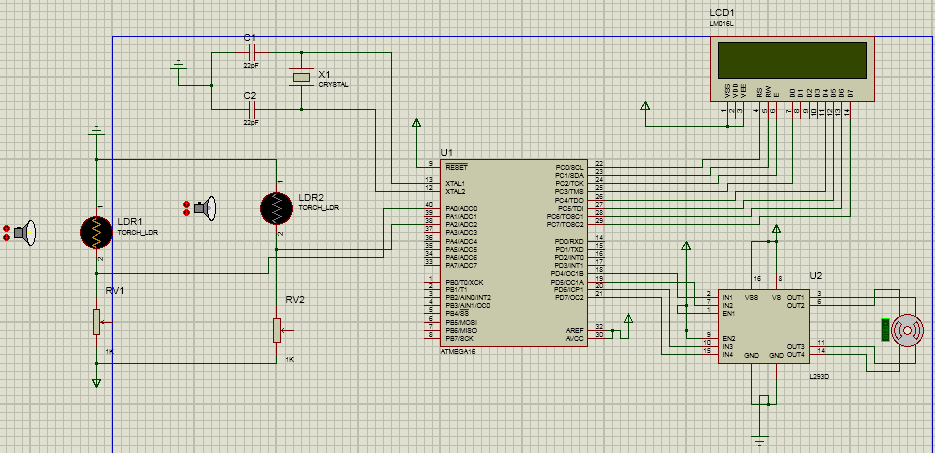 LCD1
LM016L
VSS VDD VEE RS RW E D0 D1 D2 D3 D4 D5 D6 D7
1 2 3 4 5 6 7 8 9 10 11 12 13 14
C1
22pF
X1
CRYSTAL
C2
22pF
LDR1
TORCH_LDR
1
2
LDR2
TORCH_LDR
1
2
RV1
1K
RV2
1K
U1
9 RESET
13 XTAL1
12 XTAL2
40 PA0/ADC0
39 PA1/ADC1
38 PA2/ADC2
37 PA3/ADC3
36 PA4/ADC4
35 PA5/ADC5
34 PA6/ADC6
33 PA7/ADC7
1 PB0/T0/XCK
2 PB1/T1
3 PB2/AIN0/INT2
4 PB3/AIN1/OC0
5 PB4/SS
6 PB5/MOSI
7 PB6/MISO
8 PB7/SCK
PC0/SCL 22
PC1/SDA 23
PC2/TCK 24
PC3/TMS 25
PC4/TDO 26
PC5/TDI 27
PC6/TOSC1 28
PC7/TOSC2 29
PD0/RXD 14
PD1/TXD 15
PD2/INT0 16
PD3/INT1 17
PD4/OC1B 18
PD5/OC1A 19
PD6/ICP1 20
PD7/OC2 21
AREF 32
AVCC 30
ATMEGA16
U2
16 8
VSS VS
2 IN1
7 IN2
1 EN1
9 EN2
10 IN3
15 IN4
OUT1 3
OUT2 6
OUT3 11
OUT4 14
GND GND
L293D